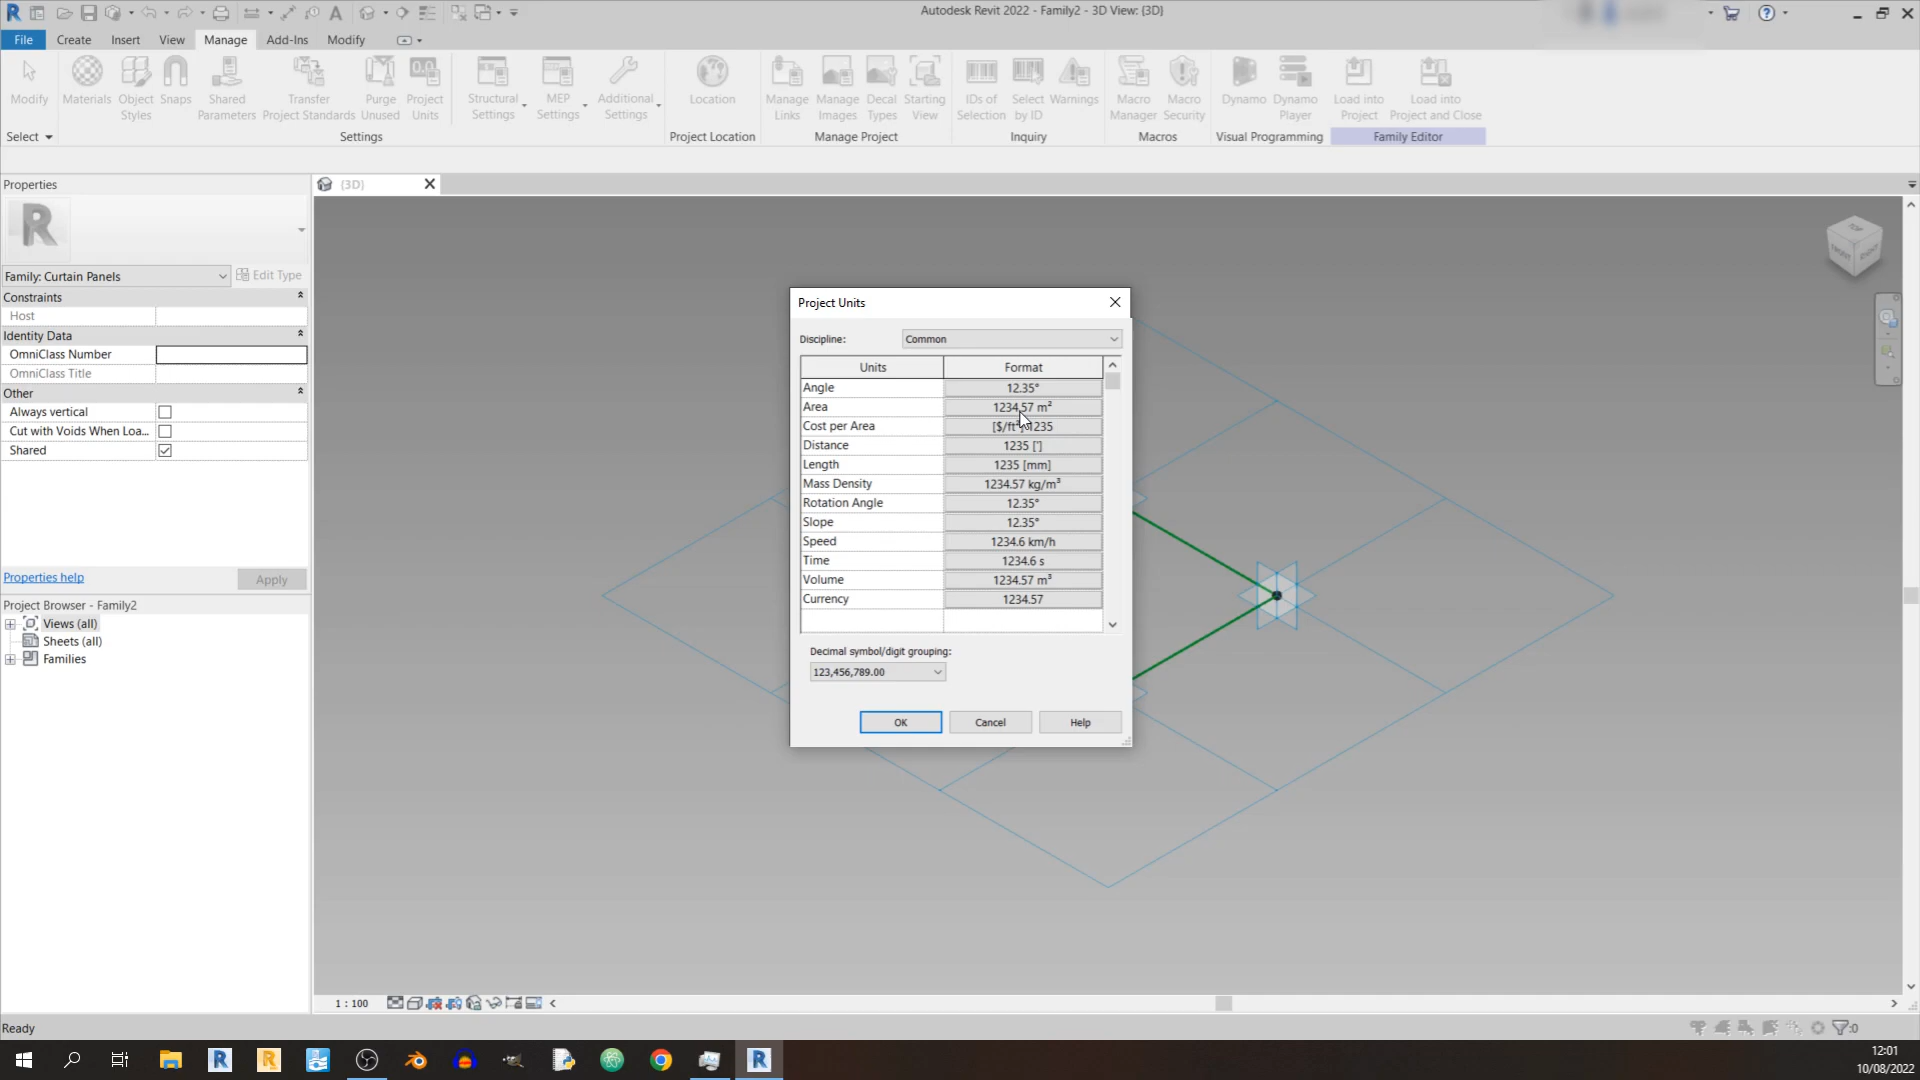 Autodesk Revit 2022 - Family2 - 3D View: {3D}
File Create Insert View Manage Add-Ins Modify
Modify
Materials
Object Styles
Snaps
Shared Parameters
Transfer Project Standards
Purge Unused
Project Units
Structural Settings
MEP Settings
Additional Settings
Location
Manage Links
Manage Images
Decal Types
Starting View
IDs of Selection
Select by ID
Warnings
Macro Manager
Macro Security
Dynamo
Dynamo Player
Load into Project
Load into Project and Close
Select Settings Project Location Manage Project Inquiry Macros Visual Programming Family Editor
Properties
{3D}
Family: Curtain Panels Edit Type
Constraints
Host
Identity Data
OmniClass Number
OmniClass Title
Other
Always vertical
Cut with Voids When Loa...
Shared
Properties help Apply
Project Browser - Family2
Views (all)
Sheets (all)
Families
TOP
FRONT
RIGHT
Project Units
Discipline: Common
Units Format
Angle 12.35°
Area 1234.57 m²
Cost per Area [$/ft²] 1235
Distance 1235 [']
Length 1235 [mm]
Mass Density 1234.57 kg/m³
Rotation Angle 12.35°
Slope 12.35°
Speed 1234.6 km/h
Time 1234.6 s
Volume 1234.57 m³
Currency 1234.57
Decimal symbol/digit grouping:
123,456,789.00
OK Cancel Help
1 : 100
Ready
:0
12:01
10/08/2022